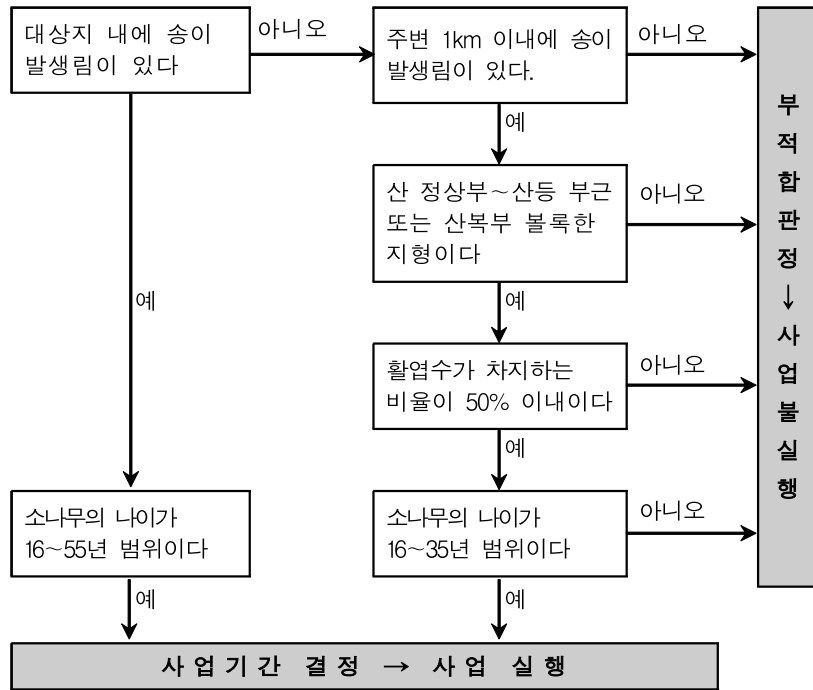 대상지 내에 송이
발생림이 있다
아니오
주변 1km 이내에 송이
발생림이 있다.
아니오
예
산 정상부~산등 부근
또는 산복부 볼록한
지형이다
아니오
예
예
활엽수가 차지하는
비율이 50% 이내이다
아니오
예
소나무의 나이가
16~55년 범위이다
소나무의 나이가
16~35년 범위이다
아니오
예
예
부적합판정↓사업불실행
사업기간 결정 → 사업 실행